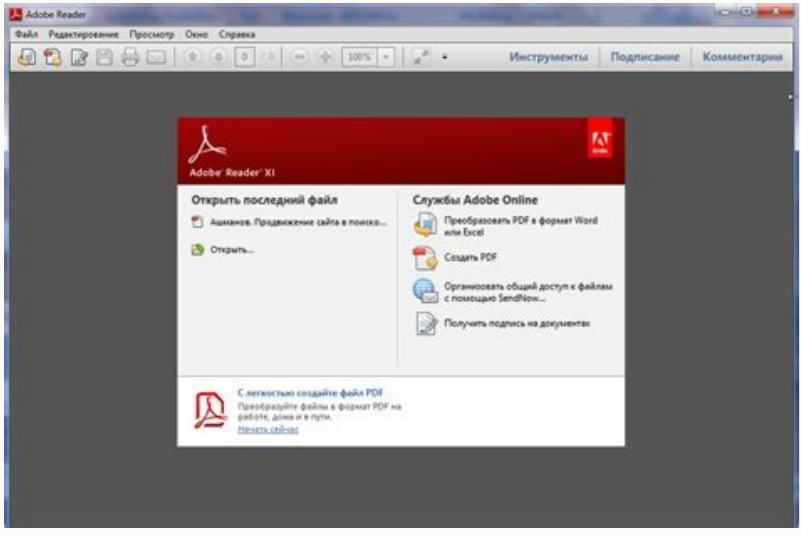 Adobe Reader
Файл Редактирование Просмотр Окно Справка
0 / 0 100% Инструменты Подписание Комментарии
Adobe Reader XI
Adobe
Открыть последний файл
Ашманов. Продвижение сайта в поиско...
Открыть...
Службы Adobe Online
Преобразовать PDF в формат Word
или Excel
Создать PDF
Организовать общий доступ к файлам
с помощью SendNow...
Получить подпись на документах
С легкостью создайте файл PDF
Преобразуйте файлы в формат PDF на
работе, дома и в пути.
Начать сейчас